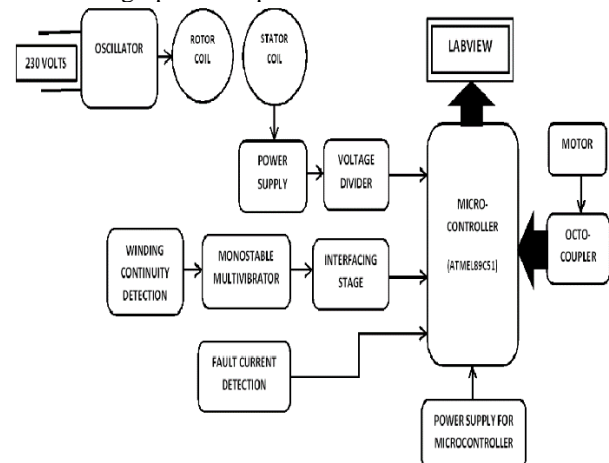 230 VOLTS
OSCILLATOR
ROTOR
COIL
STATOR
COIL
LABVIEW
POWER
SUPPLY
VOLTAGE
DIVIDER
MICRO-
CONTROLLER
(ATMEL89C51)
MOTOR
OCTO-
COUPLER
WINDING
CONTINUITY
DETECTION
MONOSTABLE
MULTIVIBRATOR
INTERFACING
STAGE
FAULT CURRENT
DETECTION
POWER SUPPLY FOR
MICROCONTROLLER